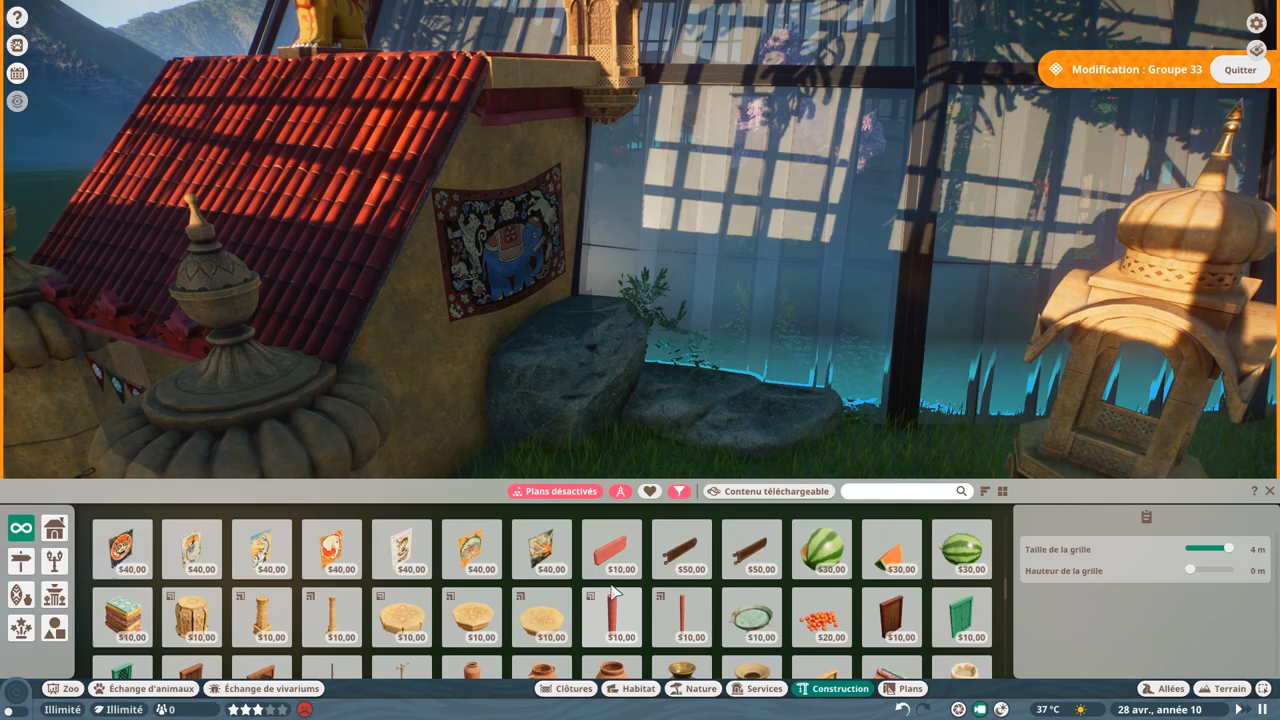 Modification : Groupe 33
Quitter
Plans désactivés
Contenu téléchargeable
$40,00 $40,00 $40,00 $40,00 $40,00 $40,00 $40,00 $10,00 $50,00 $50,00 $30,00 $30,00 $30,00
$10,00 $10,00 $10,00 $10,00 $10,00 $10,00 $10,00 $10,00 $10,00 $10,00 $20,00 $10,00 $10,00
Taille de la grille 4 m
Hauteur de la grille 0 m
Zoo Échange d'animaux Échange de vivariums Clôtures Habitat Nature Services Construction Plans Allées Terrain
Illimité Illimité 0 37 °C 28 avr., année 10